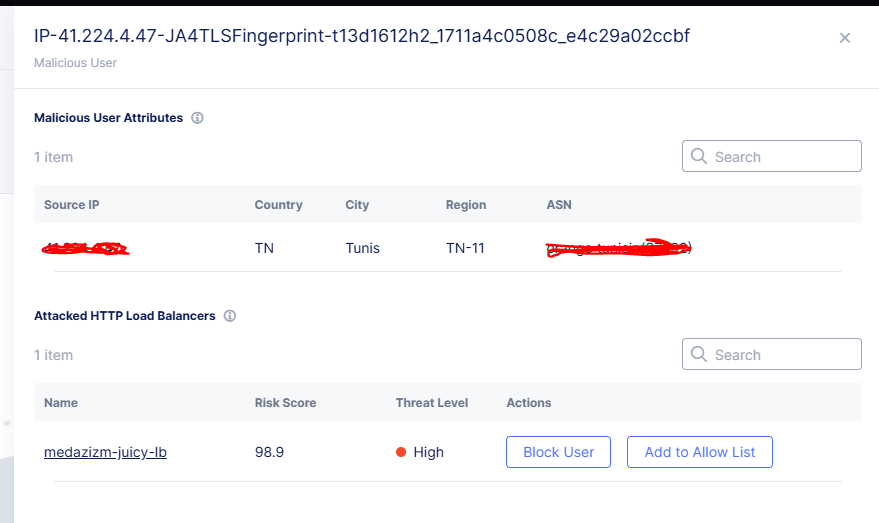 IP-41.224.4.47-JA4TLSFingerprint-t13d1612h2_1711a4c0508c_e4c29a02ccbf
Malicious User
Malicious User Attributes
1 item
Search
Source IP Country City Region ASN
TN Tunis TN-11
Attacked HTTP Load Balancers
1 item
Search
Name Risk Score Threat Level Actions
medazizm-juicy-lb 98.9 High Block User Add to Allow List